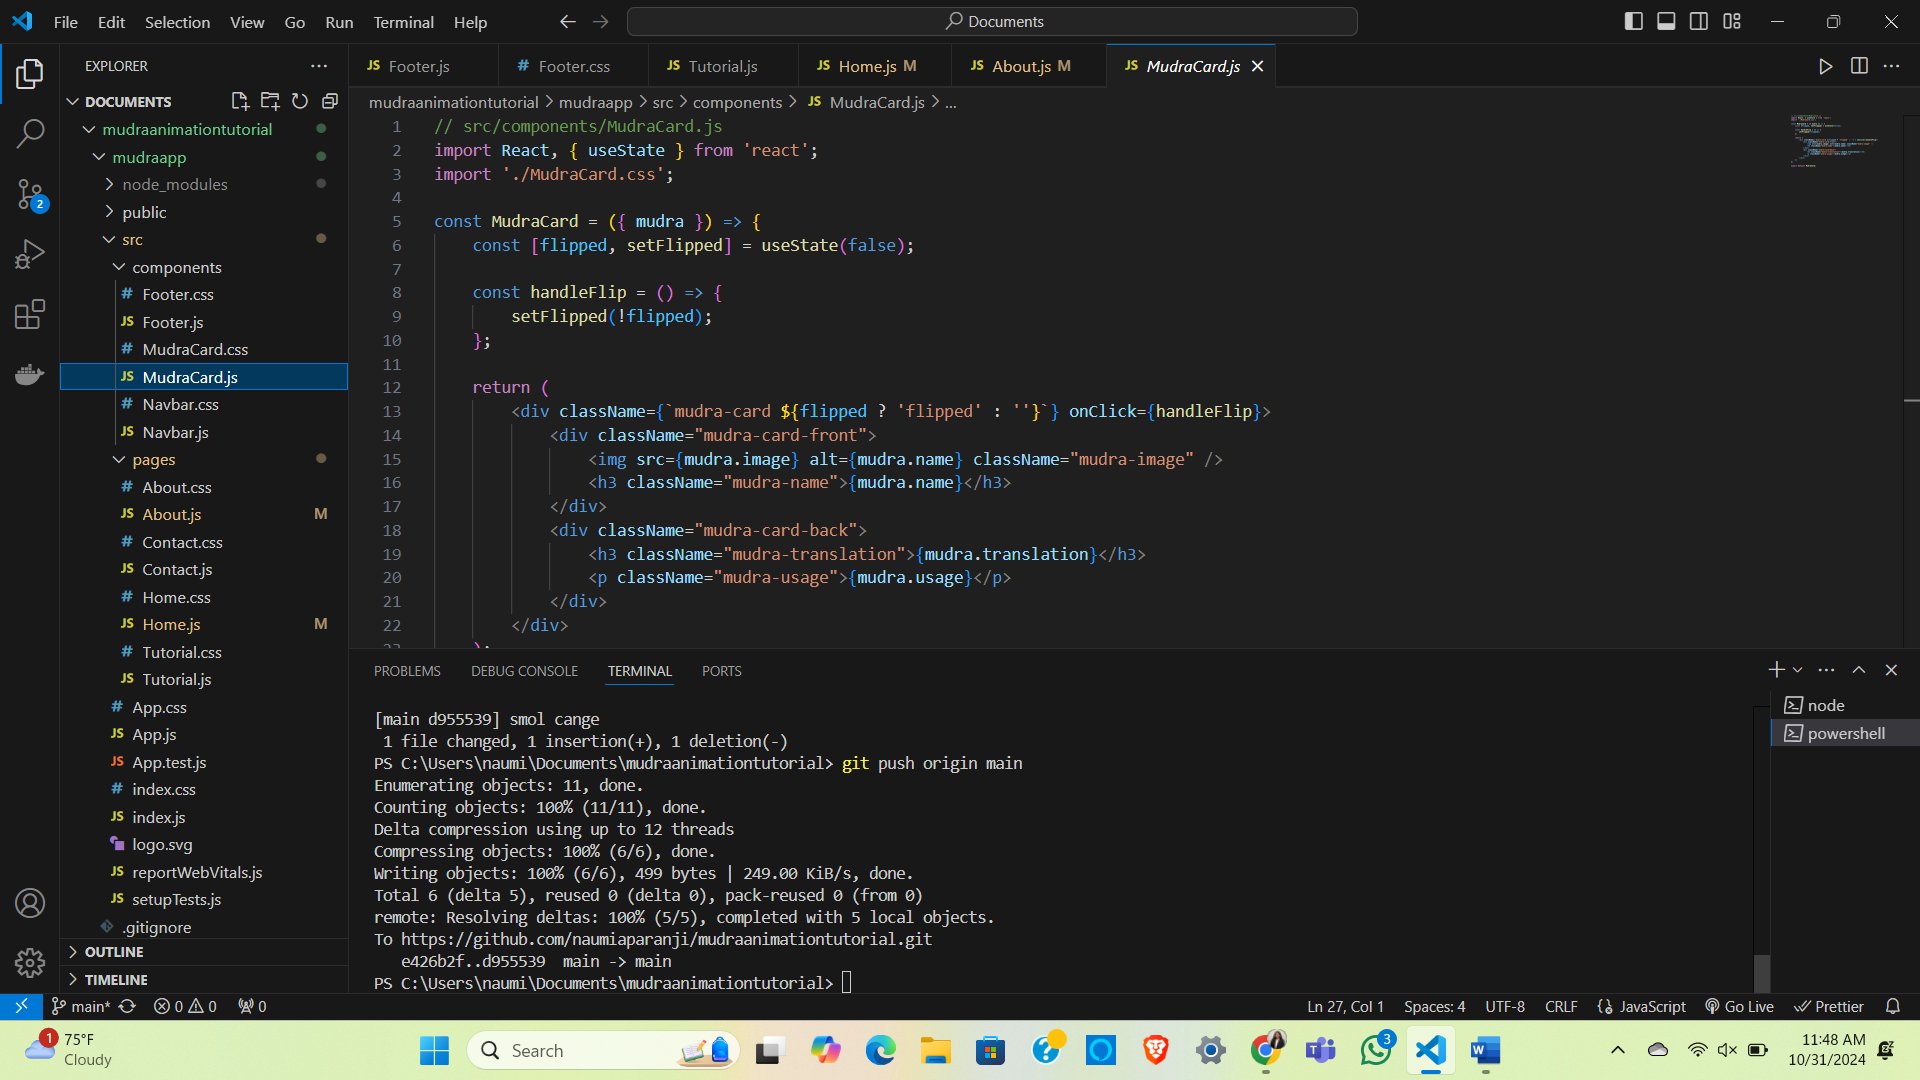 File Edit Selection View Go Run Terminal Help
Documents
EXPLORER
DOCUMENTS
mudraanimationtutorial
mudraapp
node_modules
public
src
components
# Footer.css
JS Footer.js
# MudraCard.css
JS MudraCard.js
# Navbar.css
JS Navbar.js
pages
# About.css
JS About.js M
# Contact.css
JS Contact.js
# Home.css
JS Home.js M
# Tutorial.css
JS Tutorial.js
# App.css
JS App.js
JS App.test.js
# index.css
JS index.js
logo.svg
JS reportWebVitals.js
JS setupTests.js
.gitignore
OUTLINE
TIMELINE
2
JS Footer.js # Footer.css JS Tutorial.js JS Home.js M JS About.js M JS MudraCard.js
mudraanimationtutorial > mudraapp > src > components > JS MudraCard.js > ...
1 // src/components/MudraCard.js
2 import React, { useState } from 'react';
3 import './MudraCard.css';
4
5 const MudraCard = ({ mudra }) => {
6 const [flipped, setFlipped] = useState(false);
7
8 const handleFlip = () => {
9 setFlipped(!flipped);
10 };
11
12 return (
13 <div className={`mudra-card ${flipped ? 'flipped' : ''}`} onClick={handleFlip}>
14 <div className="mudra-card-front">
15 <img src={mudra.image} alt={mudra.name} className="mudra-image" />
16 <h3 className="mudra-name">{mudra.name}</h3>
17 </div>
18 <div className="mudra-card-back">
19 <h3 className="mudra-translation">{mudra.translation}</h3>
20 <p className="mudra-usage">{mudra.usage}</p>
21 </div>
22 </div>
23 );
PROBLEMS DEBUG CONSOLE TERMINAL PORTS
node
powershell
[main d955539] smol cange
1 file changed, 1 insertion(+), 1 deletion(-)
PS C:\Users\naumi\Documents\mudraanimationtutorial> git push origin main
Enumerating objects: 11, done.
Counting objects: 100% (11/11), done.
Delta compression using up to 12 threads
Compressing objects: 100% (6/6), done.
Writing objects: 100% (6/6), 499 bytes | 249.00 KiB/s, done.
Total 6 (delta 5), reused 0 (delta 0), pack-reused 0 (from 0)
remote: Resolving deltas: 100% (5/5), completed with 5 local objects.
To https://github.com/naumiaparanji/mudraanimationtutorial.git
e426b2f..d955539 main -> main
PS C:\Users\naumi\Documents\mudraanimationtutorial>
main* 0 0 0 Ln 27, Col 1 Spaces: 4 UTF-8 CRLF {} JavaScript Go Live Prettier
1
75°F
Cloudy
Search
3
11:48 AM
10/31/2024